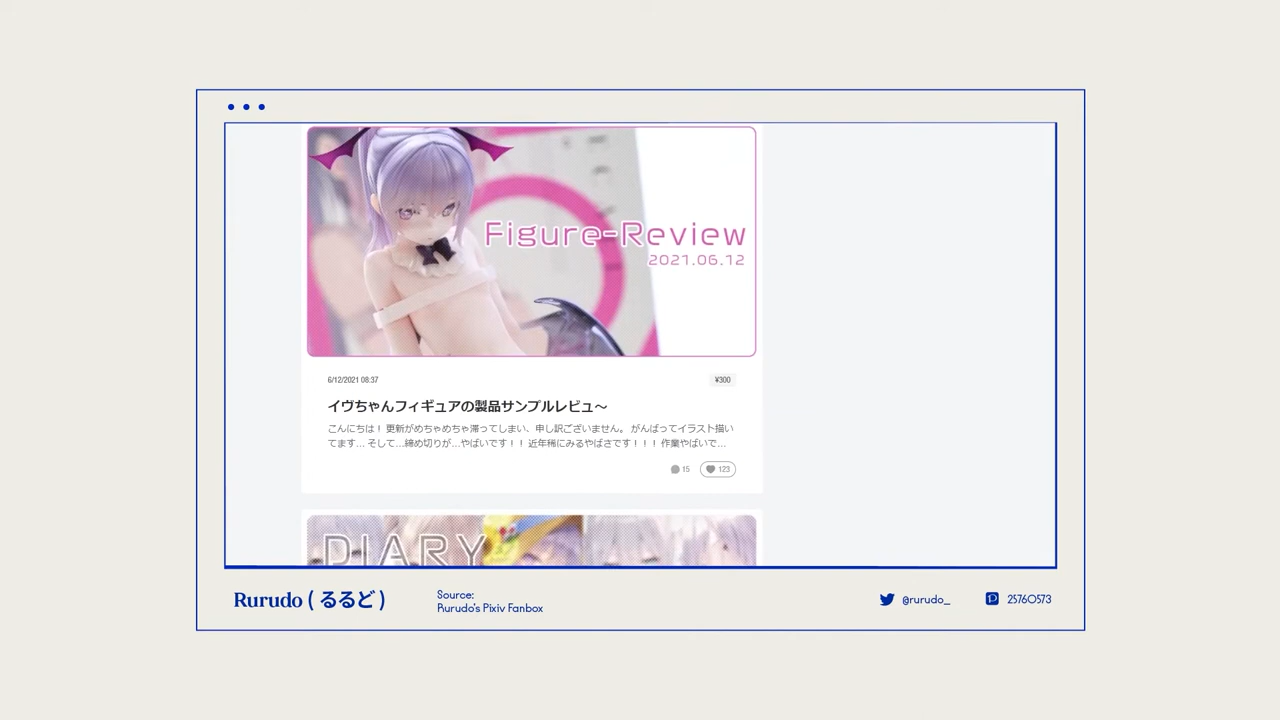 Figure-Review
2021.06.12
6/12/2021 08:37
¥300
イヴちゃんフィギュアの製品サンプルレビュ〜
こんにちは！ 更新がめちゃめちゃ滞ってしまい、申し訳ございません。 がんばってイラスト描い
てます… そして…締め切りが…やばいです！！ 近年稀にみるやばさです！！！ 作業やばいで…
15
123
DIARY
Rurudo ( るるど )
Source:
Rurudo's Pixiv Fanbox
@rurudo_
25760573